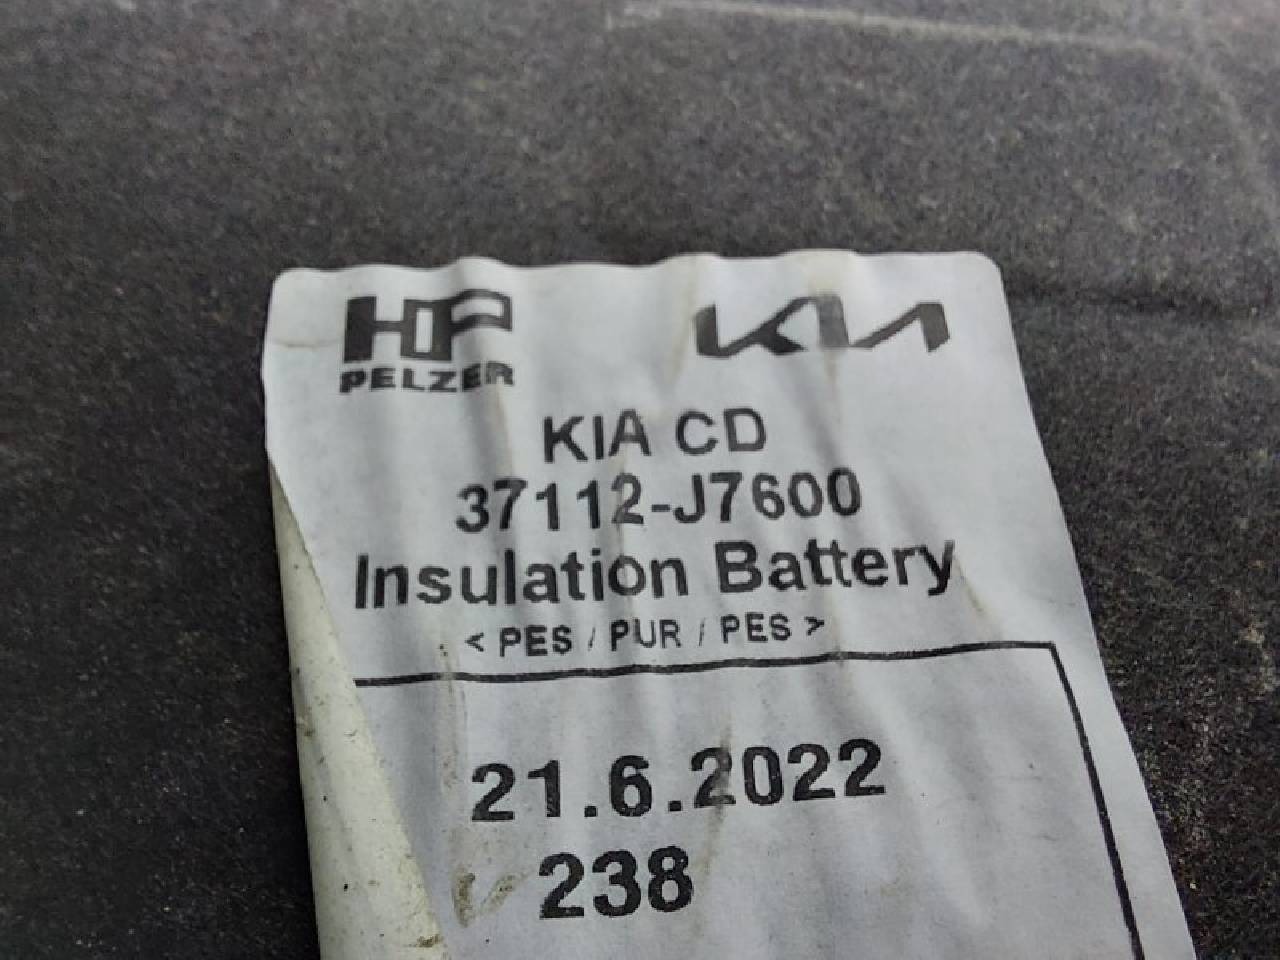 HP KIA
PELZER
KIA CD
37112-J7600
Insulation Battery
< PES / PUR / PES >
21.6.2022
238